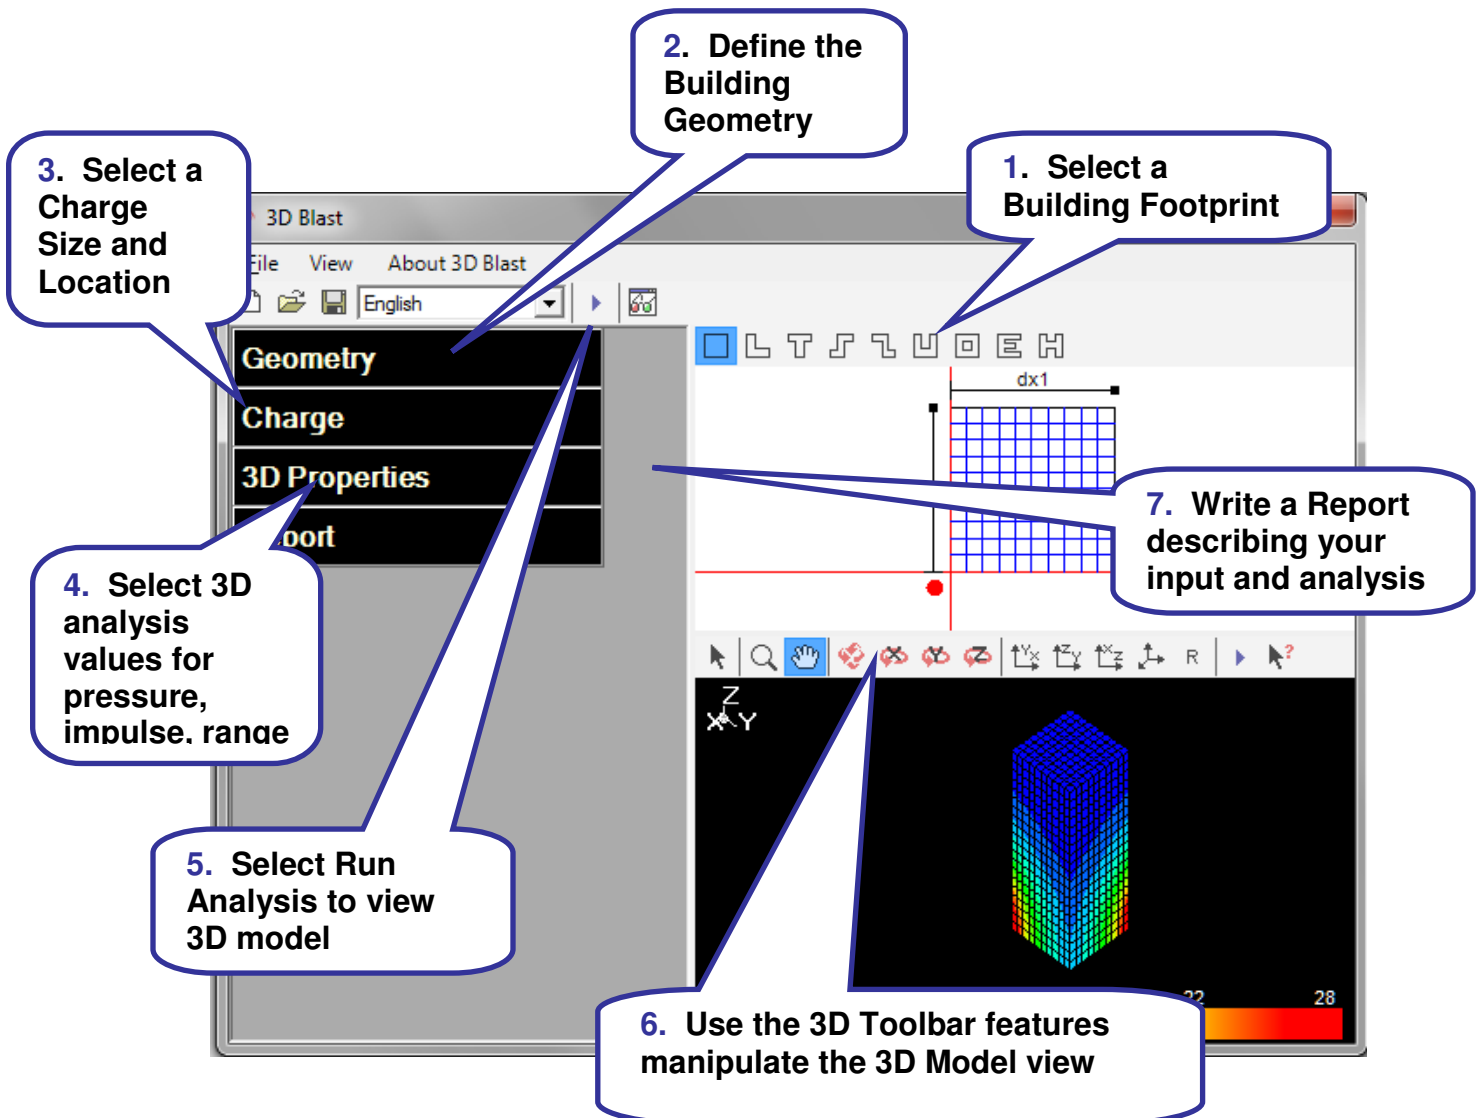 2. Define the
Building
Geometry
3. Select a
Charge
Size and
Location
1. Select a
Building Footprint
3D Blast
File View About 3D Blast
English
Geometry
Charge
3D Properties
dx1
7. Write a Report
describing your
input and analysis
4. Select 3D
analysis
values for
pressure,
impulse, range
X Y Z
Y X Z Y X Z R ?
Z
X Y
5. Select Run
Analysis to view
3D model
22 28
6. Use the 3D Toolbar features
manipulate the 3D Model view